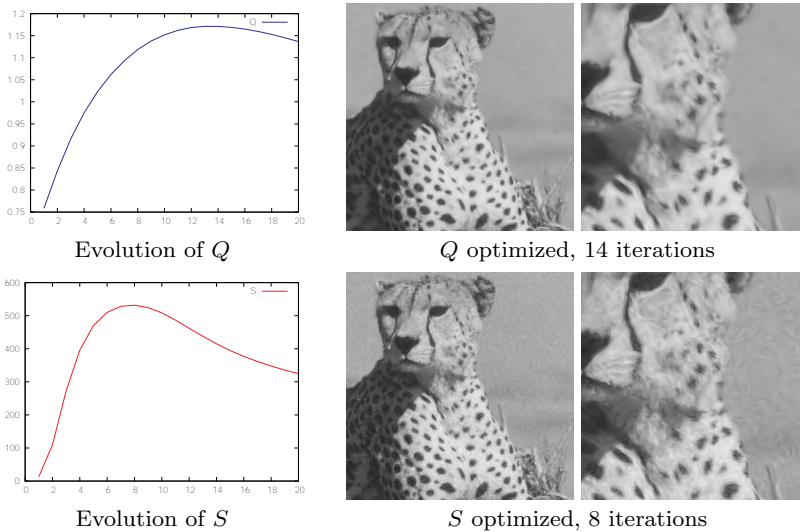 1.2
1.15
1.1
1.05
1
0.95
0.9
0.85
0.8
0.75
Q
0 2 4 6 8 10 12 14 16 18 20
Evolution of Q
Q optimized, 14 iterations
600
500
400
300
200
100
0
S
0 2 4 6 8 10 12 14 16 18 20
Evolution of S
S optimized, 8 iterations